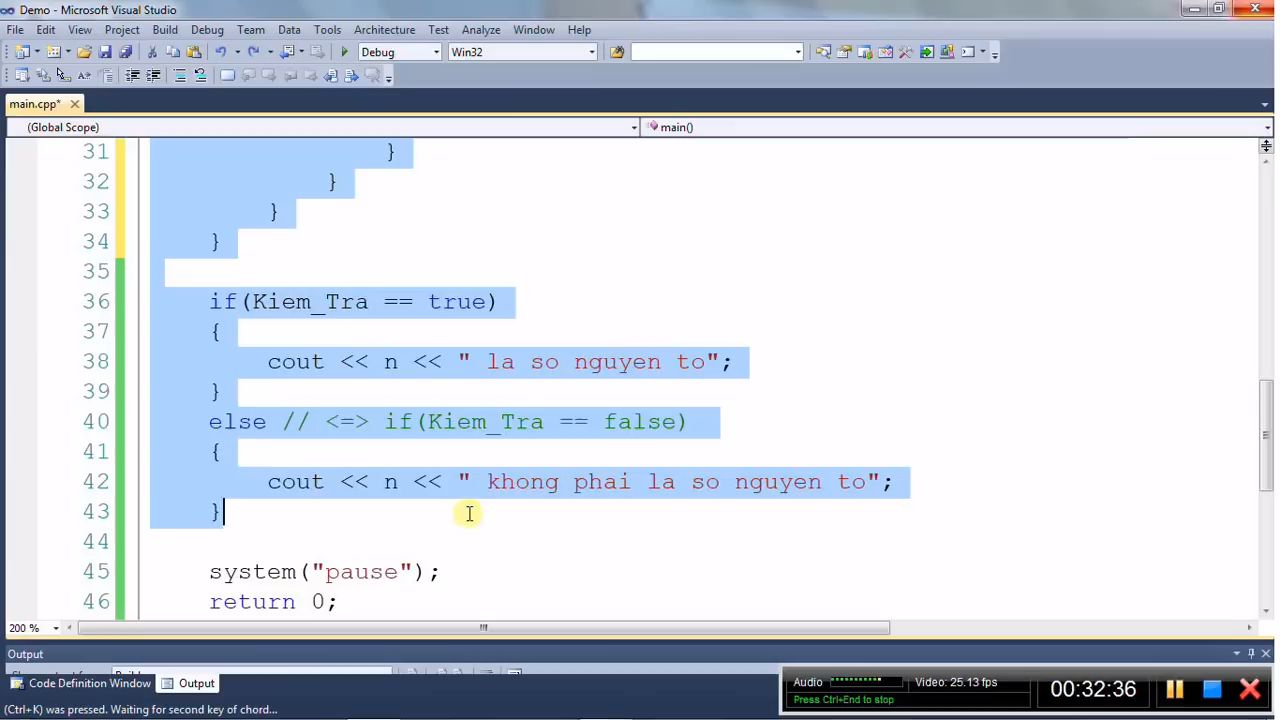 Demo - Microsoft Visual Studio
File Edit View Project Build Debug Team Data Tools Architecture Test Analyze Window Help
Debug Win32
main.cpp*
(Global Scope) main()
31 }
32 }
33 }
34 }
35
36 if(Kiem_Tra == true)
37 {
38 cout << n << " la so nguyen to";
39 }
40 else // <=> if(Kiem_Tra == false)
41 {
42 cout << n << " khong phai la so nguyen to";
43 }
44
45 system("pause");
46 return 0;
200 %
Output
Code Definition Window Output
(Ctrl+K) was pressed. Waiting for second key of chord...
Audio Video: 25.13 fps
Press Ctrl+End to stop
00:32:36